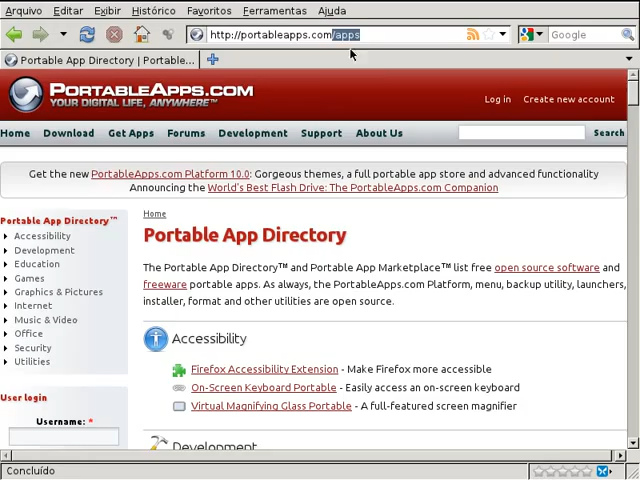 Arquivo Editar Exibir Histórico Favoritos Ferramentas Ajuda
http://portableapps.com/apps
Google
Portable App Directory | Portable...
PORTABLEAPPS.COM
YOUR DIGITAL LIFE, ANYWHERE™
Log in Create new account
Home Download Get Apps Forums Development Support About Us Search
Get the new PortableApps.com Platform 10.0: Gorgeous themes, a full portable app store and advanced functionality
Announcing the World's Best Flash Drive: The PortableApps.com Companion
Portable App Directory™
Accessibility
Development
Education
Games
Graphics & Pictures
Internet
Music & Video
Office
Security
Utilities
User login
Username: *
Home
Portable App Directory
The Portable App Directory™ and Portable App Marketplace™ list free open source software and
freeware portable apps. As always, the PortableApps.com Platform, menu, backup utility, launchers,
installer, format and other utilities are open source.
Accessibility
Firefox Accessibility Extension - Make Firefox more accessible
On-Screen Keyboard Portable - Easily access an on-screen keyboard
Virtual Magnifying Glass Portable - A full-featured screen magnifier
Development
Concluído